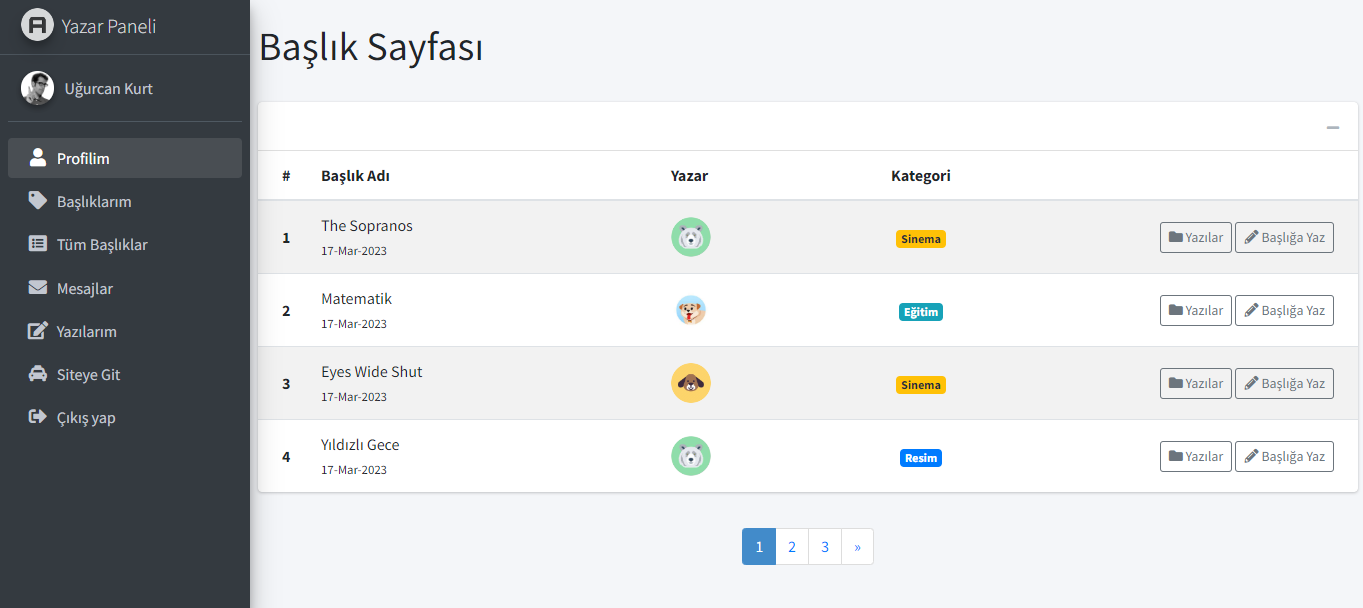 Yazar Paneli
Uğurcan Kurt
Profilim
Başlıklarım
Tüm Başlıklar
Mesajlar
Yazılarım
Siteye Git
Çıkış yap
Başlık Sayfası
# Başlık Adı Yazar Kategori
1 The Sopranos 17-Mar-2023 Sinema Yazılar Başlığa Yaz
2 Matematik 17-Mar-2023 Eğitim Yazılar Başlığa Yaz
3 Eyes Wide Shut 17-Mar-2023 Sinema Yazılar Başlığa Yaz
4 Yıldızlı Gece 17-Mar-2023 Resim Yazılar Başlığa Yaz
1 2 3 »